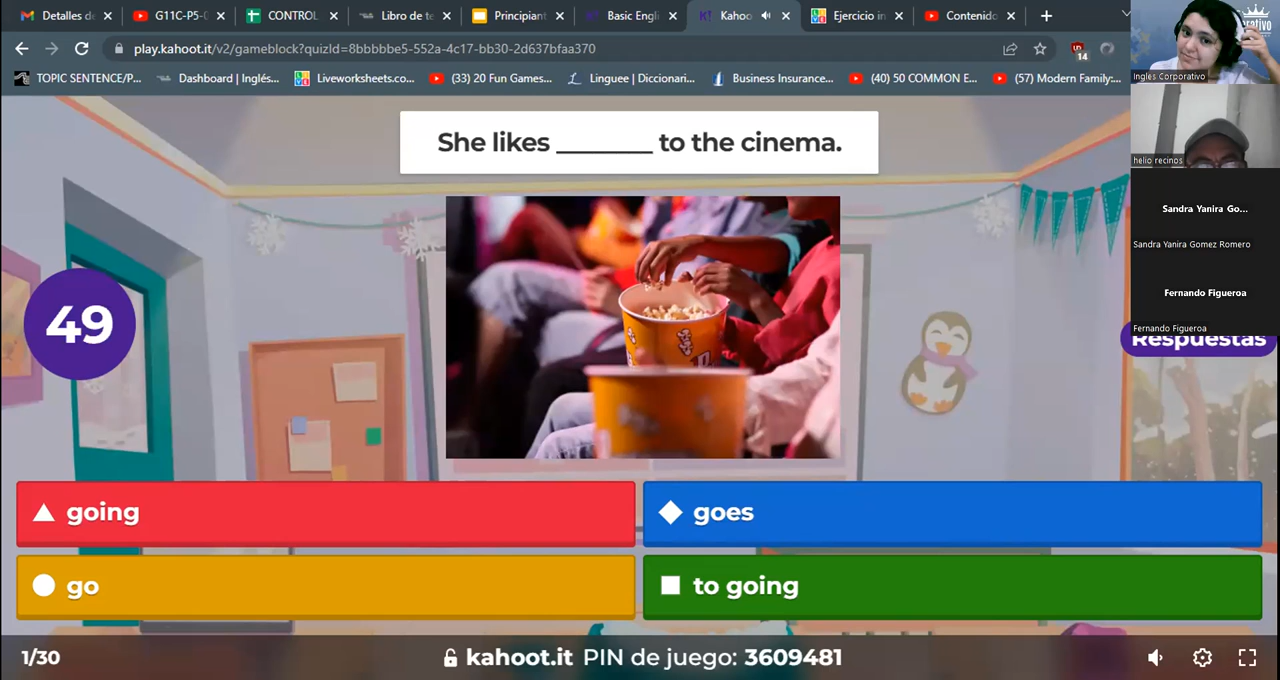 Detalles de
G11C-P5-
CONTROL
Libro de te
Principiant
Basic Engli
Kahoo
Ejercicio in
Contenido
play.kahoot.it/v2/gameblock?quizId=8bbbbbe5-552a-4c17-bb30-2d637bfaa370
14
TOPIC SENTENCE/P...
Dashboard | Inglés...
Liveworksheets.co...
(33) 20 Fun Games...
Linguee | Diccionari...
Business Insurance...
(40) 50 COMMON E...
(57) Modern Family:...
Ingles Corporativo
helio recinos
Sandra Yanira Go...
Sandra Yanira Gomez Romero
Fernando Figueroa
Fernando Figueroa
She likes _______ to the cinema.
49
Respuestas
going
goes
go
to going
1/30
kahoot.it PIN de juego: 3609481